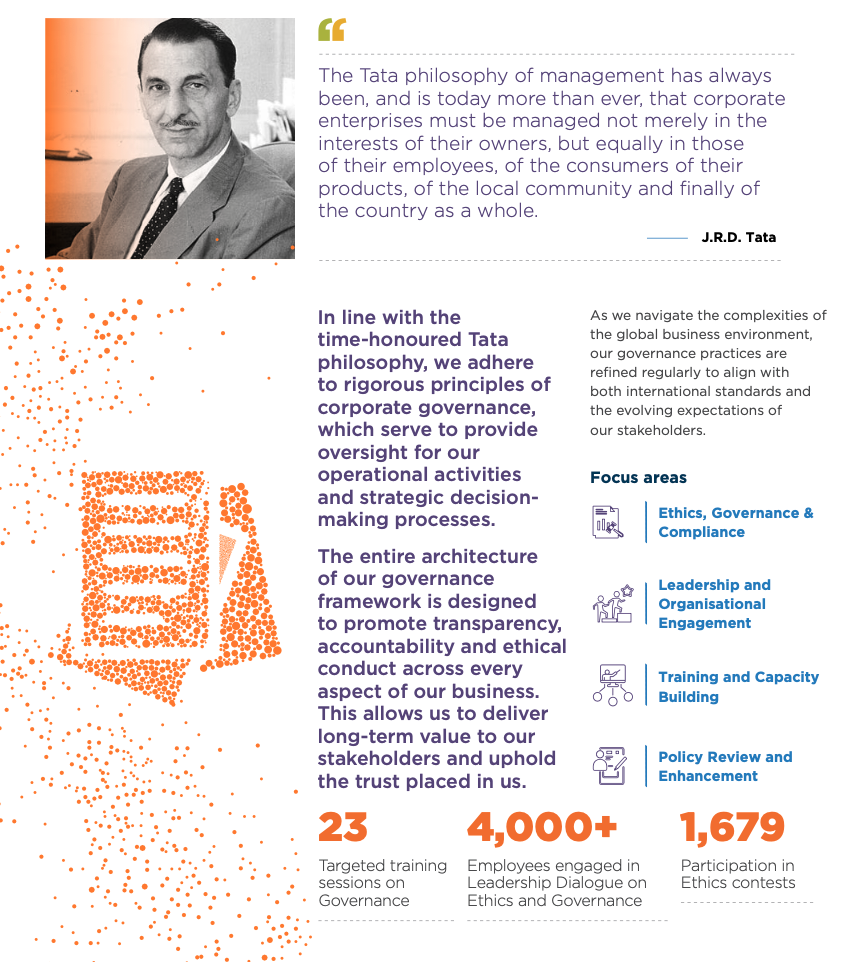 “
The Tata philosophy of management has always
been, and is today more than ever, that corporate
enterprises must be managed not merely in the
interests of their owners, but equally in those
of their employees, of the consumers of their
products, of the local community and finally of
the country as a whole.
J.R.D. Tata
In line with the
time-honoured Tata
philosophy, we adhere
to rigorous principles of
corporate governance,
which serve to provide
oversight for our
operational activities
and strategic decision-
making processes.
The entire architecture
of our governance
framework is designed
to promote transparency,
accountability and ethical
conduct across every
aspect of our business.
This allows us to deliver
long-term value to our
stakeholders and uphold
the trust placed in us.
As we navigate the complexities of
the global business environment,
our governance practices are
refined regularly to align with
both international standards and
the evolving expectations of
our stakeholders.
Focus areas
Ethics, Governance &
Compliance
Leadership and
Organisational
Engagement
Training and Capacity
Building
Policy Review and
Enhancement
23
Targeted training
sessions on
Governance
4,000+
Employees engaged in
Leadership Dialogue on
Ethics and Governance
1,679
Participation in
Ethics contests